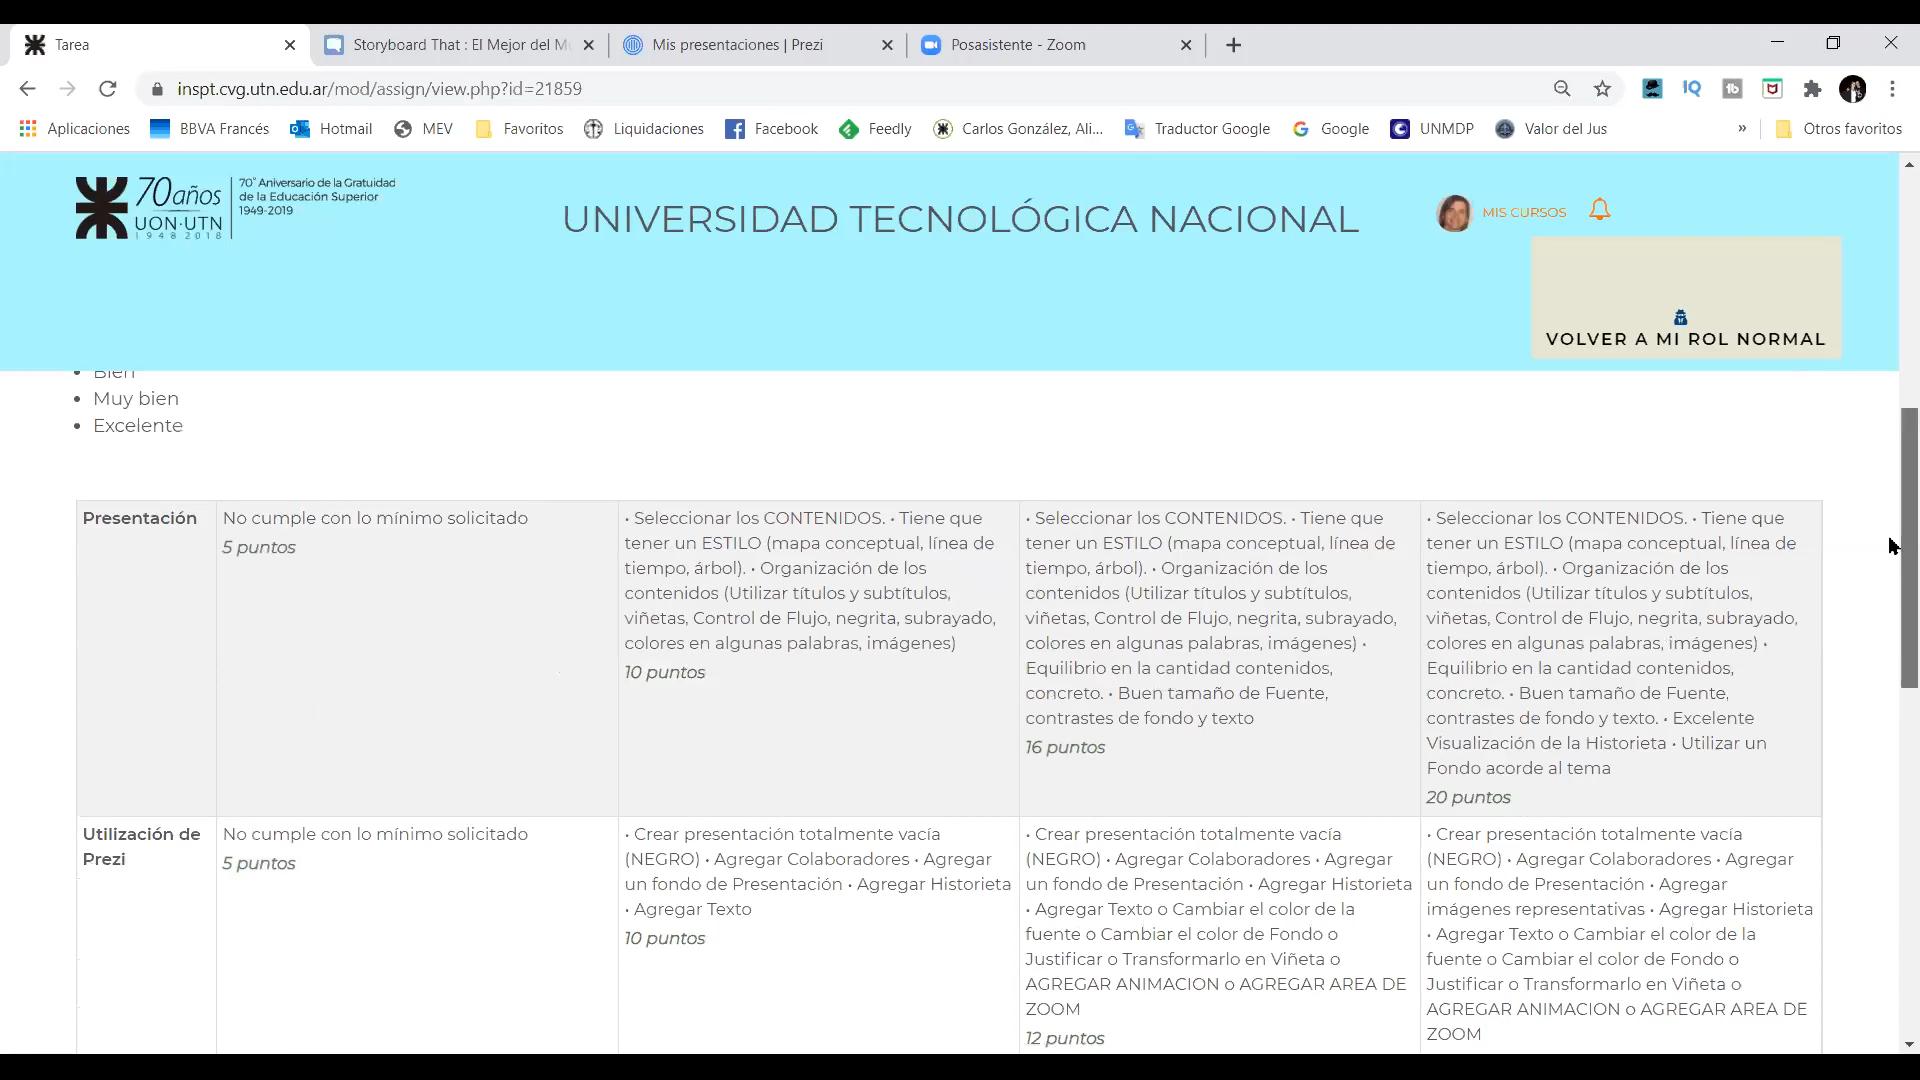 Tarea
Storyboard That : El Mejor del M
Mis presentaciones | Prezi
Posasistente - Zoom
inspt.cvg.utn.edu.ar/mod/assign/view.php?id=21859
Aplicaciones
BBVA Francés
Hotmail
MEV
Favoritos
Liquidaciones
Facebook
Feedly
Carlos González, Ali...
Traductor Google
Google
UNMDP
Valor del Jus
»
Otros favoritos
70años
UON·UTN
1948 2018
70° Aniversario de la Gratuidad
de la Educación Superior
1949-2019
UNIVERSIDAD TECNOLÓGICA NACIONAL
MIS CURSOS
VOLVER A MI ROL NORMAL
• Bien
• Muy bien
• Excelente
Presentación
No cumple con lo mínimo solicitado
5 puntos
• Seleccionar los CONTENIDOS. • Tiene que
tener un ESTILO (mapa conceptual, línea de
tiempo, árbol). • Organización de los
contenidos (Utilizar títulos y subtítulos,
viñetas, Control de Flujo, negrita, subrayado,
colores en algunas palabras, imágenes)
10 puntos
• Seleccionar los CONTENIDOS. • Tiene que
tener un ESTILO (mapa conceptual, línea de
tiempo, árbol). • Organización de los
contenidos (Utilizar títulos y subtítulos,
viñetas, Control de Flujo, negrita, subrayado,
colores en algunas palabras, imágenes) •
Equilibrio en la cantidad contenidos,
concreto. • Buen tamaño de Fuente,
contrastes de fondo y texto
16 puntos
• Seleccionar los CONTENIDOS. • Tiene que
tener un ESTILO (mapa conceptual, línea de
tiempo, árbol). • Organización de los
contenidos (Utilizar títulos y subtítulos,
viñetas, Control de Flujo, negrita, subrayado,
colores en algunas palabras, imágenes) •
Equilibrio en la cantidad contenidos,
concreto. • Buen tamaño de Fuente,
contrastes de fondo y texto. • Excelente
Visualización de la Historieta • Utilizar un
Fondo acorde al tema
20 puntos
Utilización de
Prezi
No cumple con lo mínimo solicitado
5 puntos
• Crear presentación totalmente vacía
(NEGRO) • Agregar Colaboradores • Agregar
un fondo de Presentación • Agregar Historieta
• Agregar Texto
10 puntos
• Crear presentación totalmente vacía
(NEGRO) • Agregar Colaboradores • Agregar
un fondo de Presentación • Agregar Historieta
• Agregar Texto o Cambiar el color de la
fuente o Cambiar el color de Fondo o
Justificar o Transformarlo en Viñeta o
AGREGAR ANIMACION o AGREGAR AREA DE
ZOOM
12 puntos
• Crear presentación totalmente vacía
(NEGRO) • Agregar Colaboradores • Agregar
un fondo de Presentación • Agregar
imágenes representativas • Agregar Historieta
• Agregar Texto o Cambiar el color de la
fuente o Cambiar el color de Fondo o
Justificar o Transformarlo en Viñeta o
AGREGAR ANIMACION o AGREGAR AREA DE
ZOOM